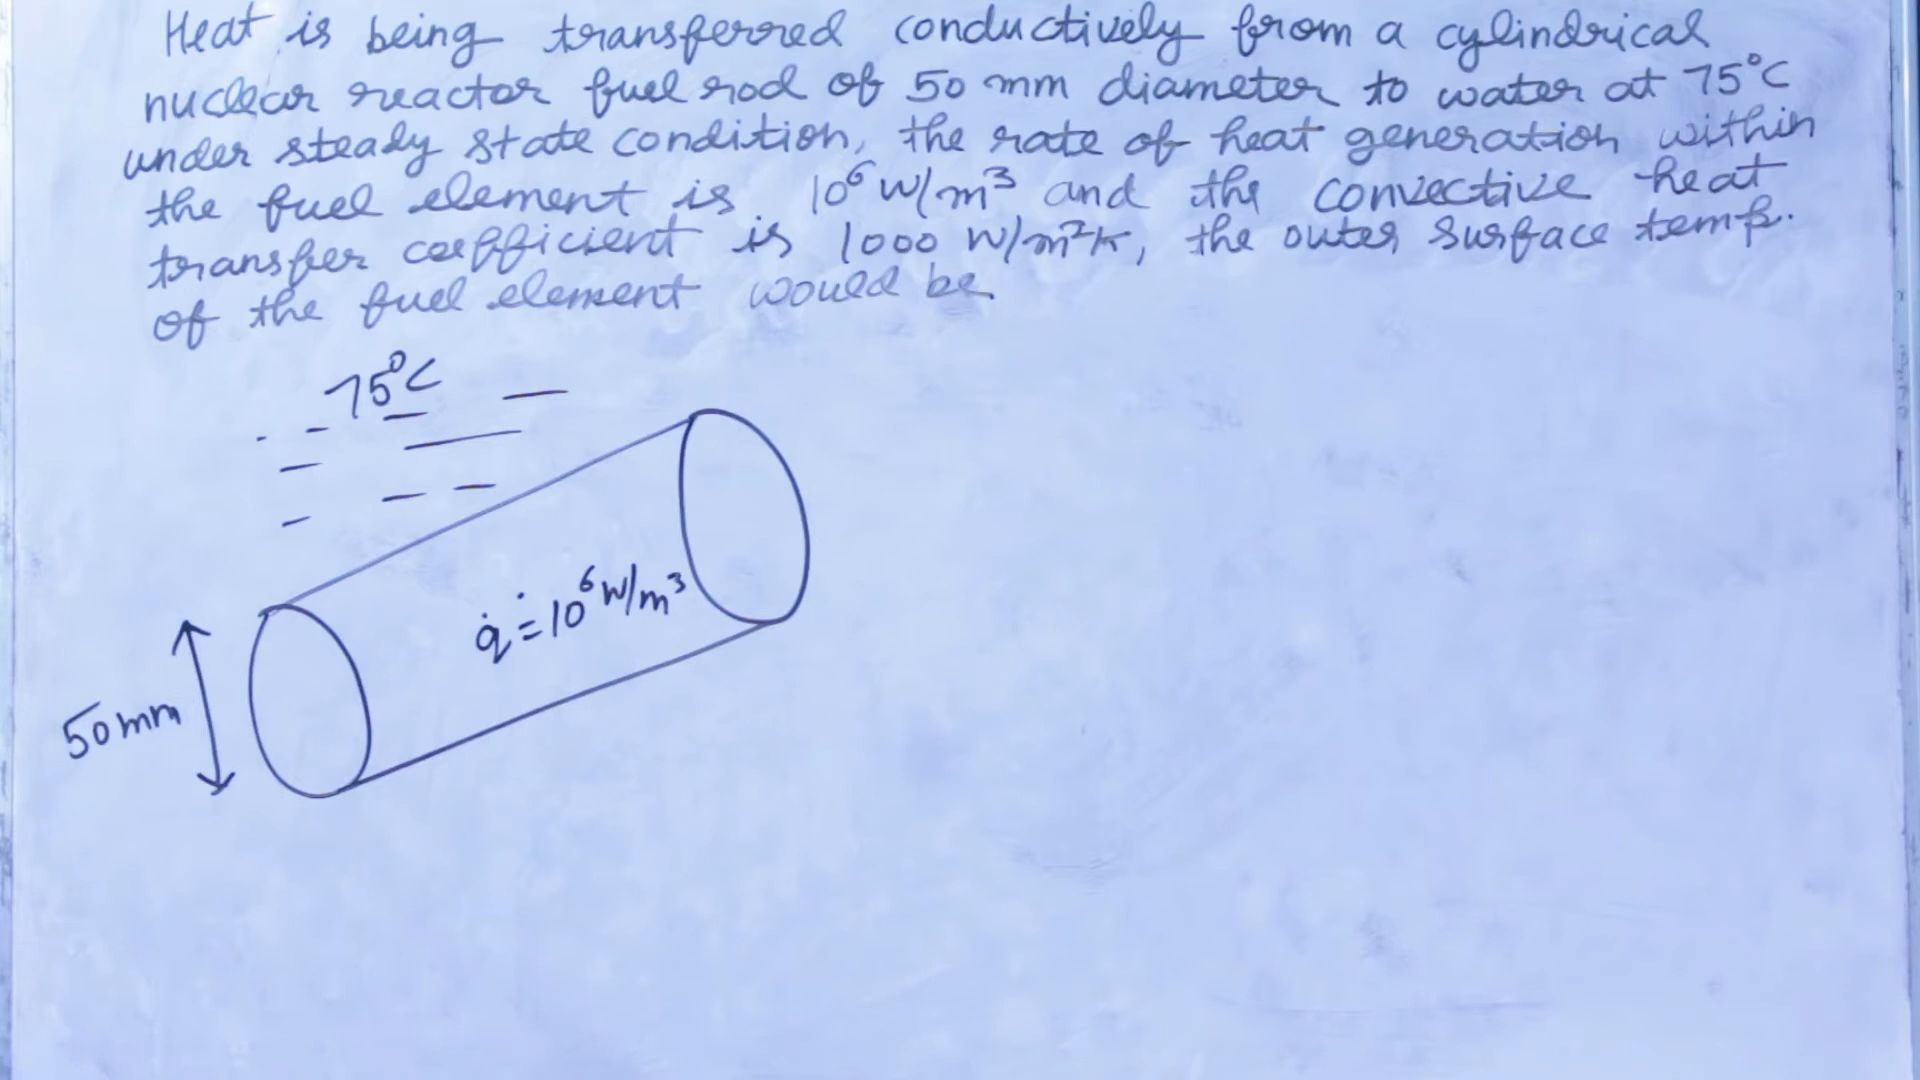 Heat is being transferred conductively from a cylindrical
nuclear reactor fuel rod of 50 mm diameter to water at 75°C
under steady state condition, the rate of heat generation within
the fuel element is 10⁶ W/m³ and the convective heat
transfer coefficient is 1000 W/m²K, the outer surface temp.
of the fuel element would be.
75°C
q̇ = 10⁶ W/m³
50 mm